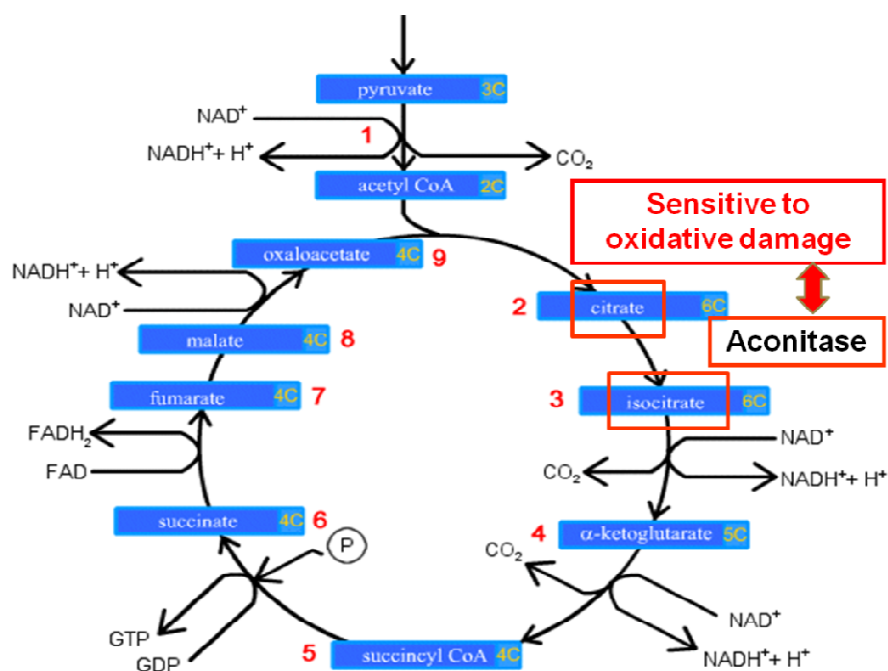 pyruvate 3C
NAD⁺
1
NADH⁺+ H⁺
CO₂
acetyl CoA 2C
Sensitive to
oxidative damage
oxaloacetate 4C
9
NADH⁺+ H⁺
NAD⁺
2
citrate 6C
Aconitase
malate 4C
8
fumarate 4C
7
3
isocitrate 6C
FADH₂
FAD
NAD⁺
CO₂
NADH⁺+ H⁺
succinate 4C
6
P
4
α-ketoglutarate 5C
CO₂
NAD⁺
GTP
GDP
5
succincyl CoA 4C
NADH⁺+ H⁺